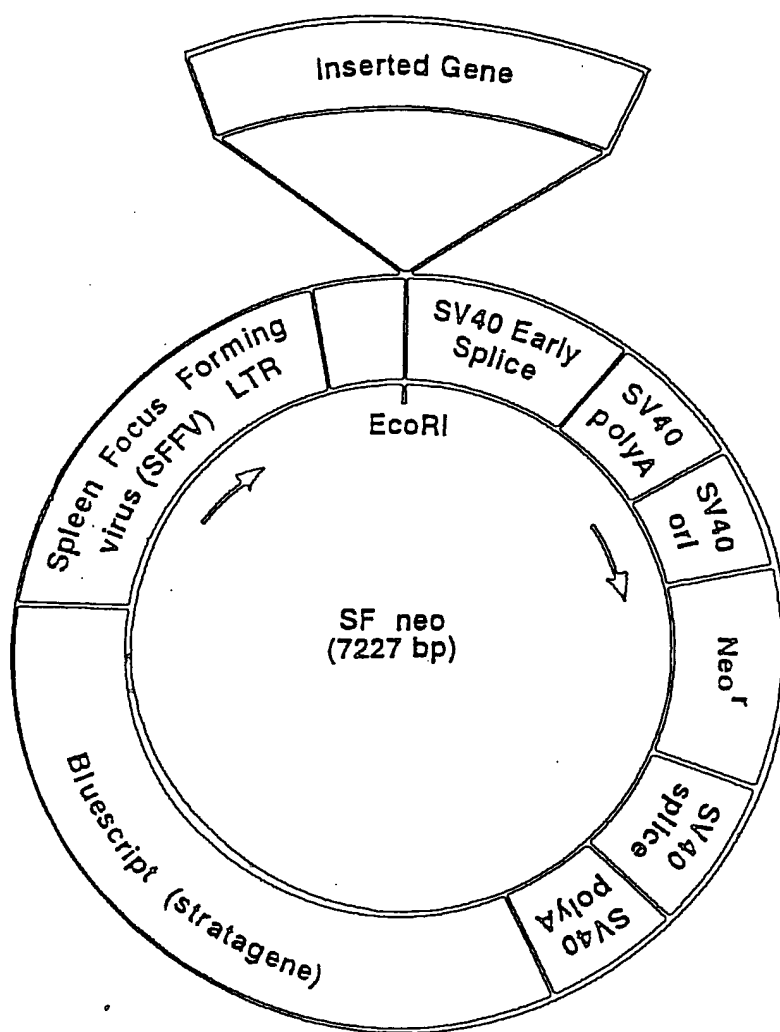 Inserted Gene
Spleen Focus Forming
virus (SFFV) LTR
SV40 Early
Splice
SV40
polyA
SV40
orI
Neo^r
SV40
splice
SV40
polyA
Bluescript (stratagene)
EcoRI
SF neo
(7227 bp)